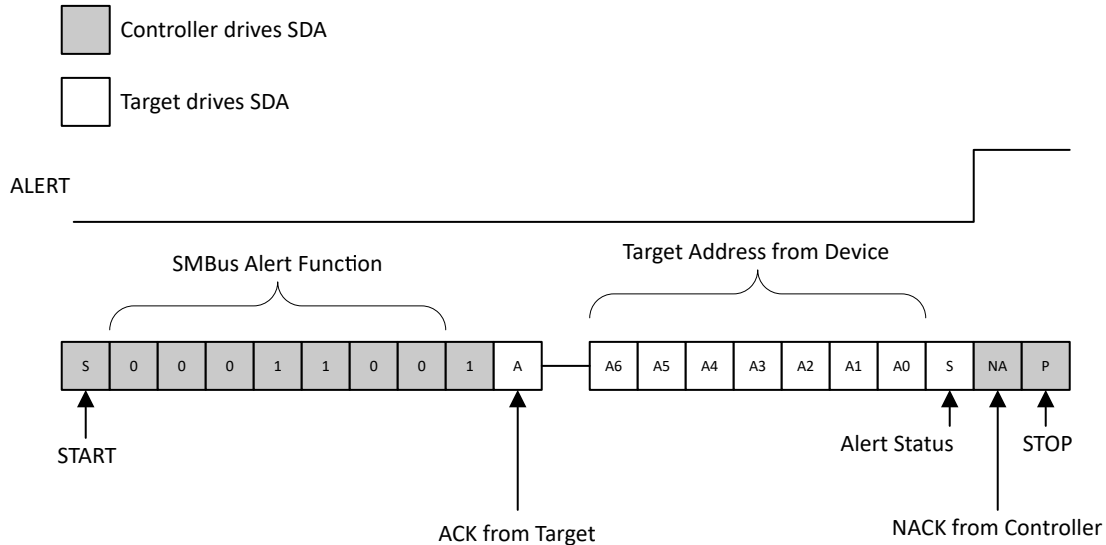 Controller drives SDA
Target drives SDA
ALERT
SMBus Alert Function
Target Address from Device
S 0 0 0 1 1 0 0 1 A A6 A5 A4 A3 A2 A1 A0 S NA P
START
Alert Status
STOP
ACK from Target
NACK from Controller